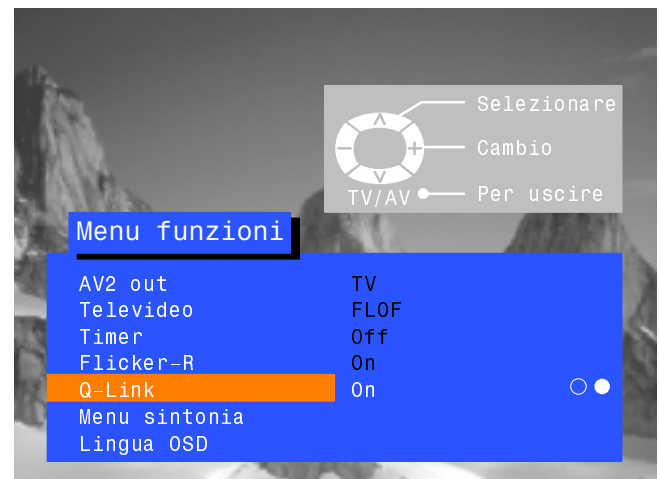 Selezionare
Cambio
TV/AV Per uscire
Menu funzioni
AV2 out TV
Televideo FLOF
Timer Off
Flicker-R On
Q-Link On
Menu sintonia
Lingua OSD